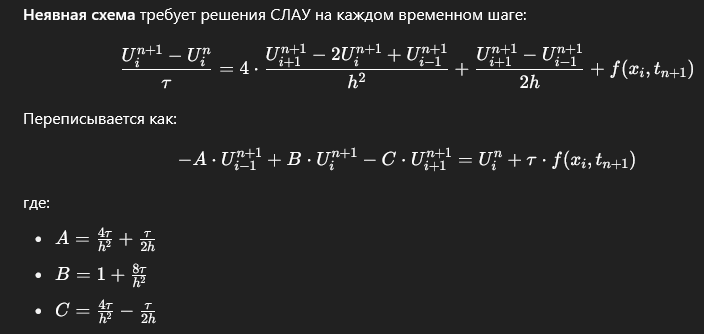 Неявная схема требует решения СЛАУ на каждом временном шаге:
\frac{U_i^{n+1} - U_i^n}{\tau} = 4 \cdot \frac{U_{i+1}^{n+1} - 2U_i^{n+1} + U_{i-1}^{n+1}}{h^2} + \frac{U_{i+1}^{n+1} - U_{i-1}^{n+1}}{2h} + f(x_i, t_{n+1})
Переписывается как:
-A \cdot U_{i-1}^{n+1} + B \cdot U_i^{n+1} - C \cdot U_{i+1}^{n+1} = U_i^n + \tau \cdot f(x_i, t_{n+1})
где:
• A = \frac{4\tau}{h^2} + \frac{\tau}{2h}
• B = 1 + \frac{8\tau}{h^2}
• C = \frac{4\tau}{h^2} - \frac{\tau}{2h}